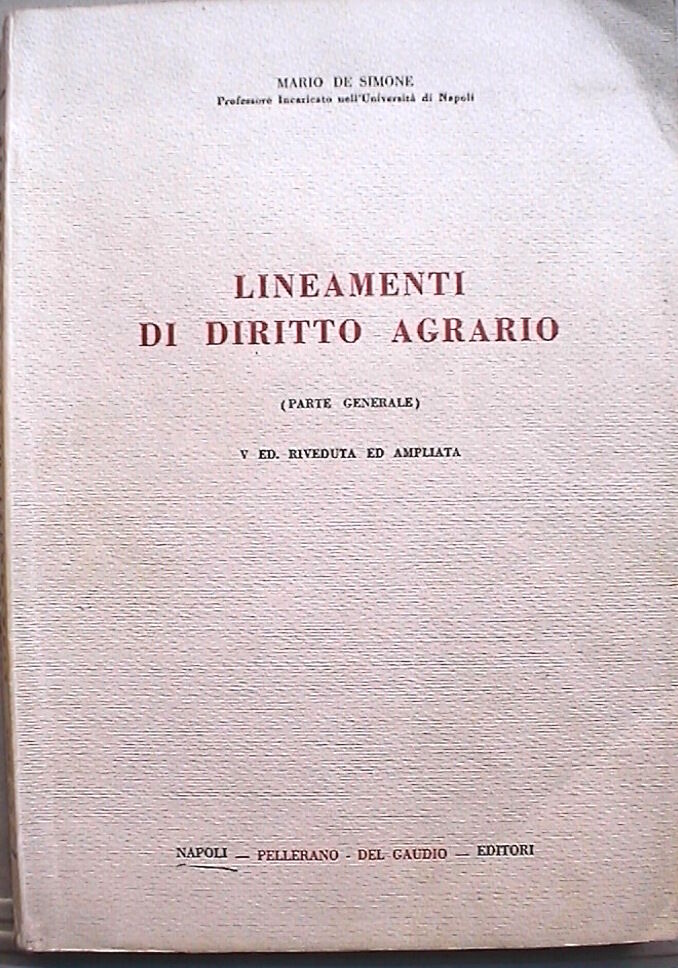 MARIO DE SIMONE
Professore Incaricato nell'Università di Napoli
LINEAMENTI
DI DIRITTO AGRARIO
(PARTE GENERALE)
V ED. RIVEDUTA ED AMPLIATA
NAPOLI — PELLERANO - DEL GAUDIO — EDITORI